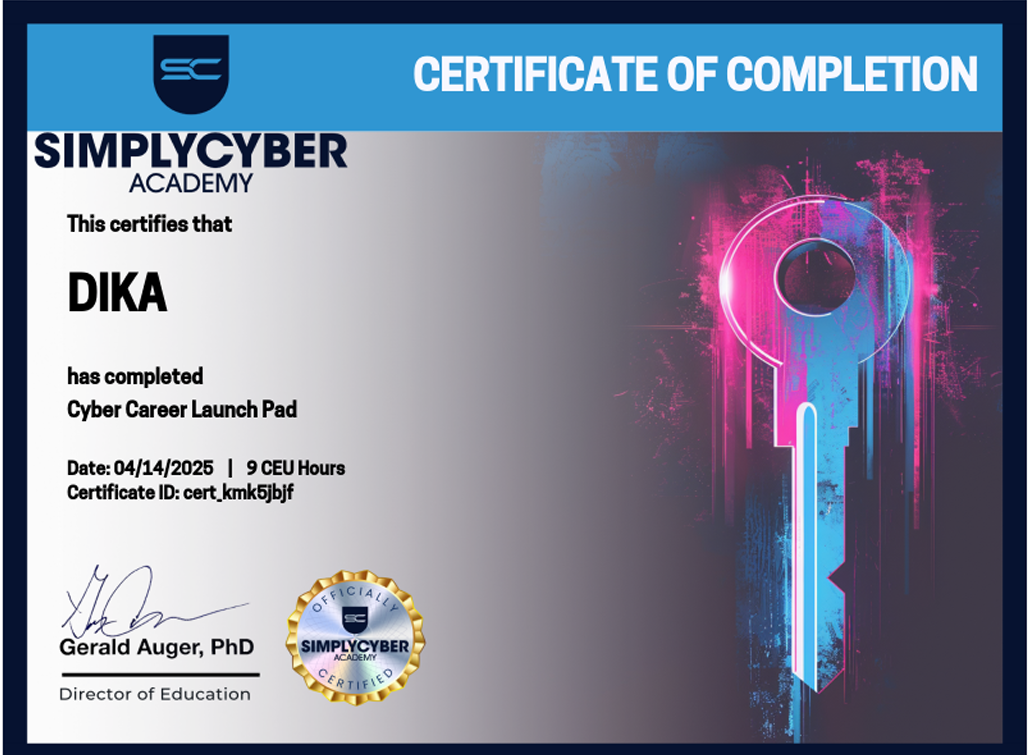 SC
CERTIFICATE OF COMPLETION
SIMPLYCYBER
ACADEMY
This certifies that
DIKA
has completed
Cyber Career Launch Pad
Date: 04/14/2025 | 9 CEU Hours
Certificate ID: cert_kmk5jbjf
Gerald Auger, PhD
Director of Education
OFFICIALLY
SC
SIMPLYCYBER
ACADEMY
CERTIFIED